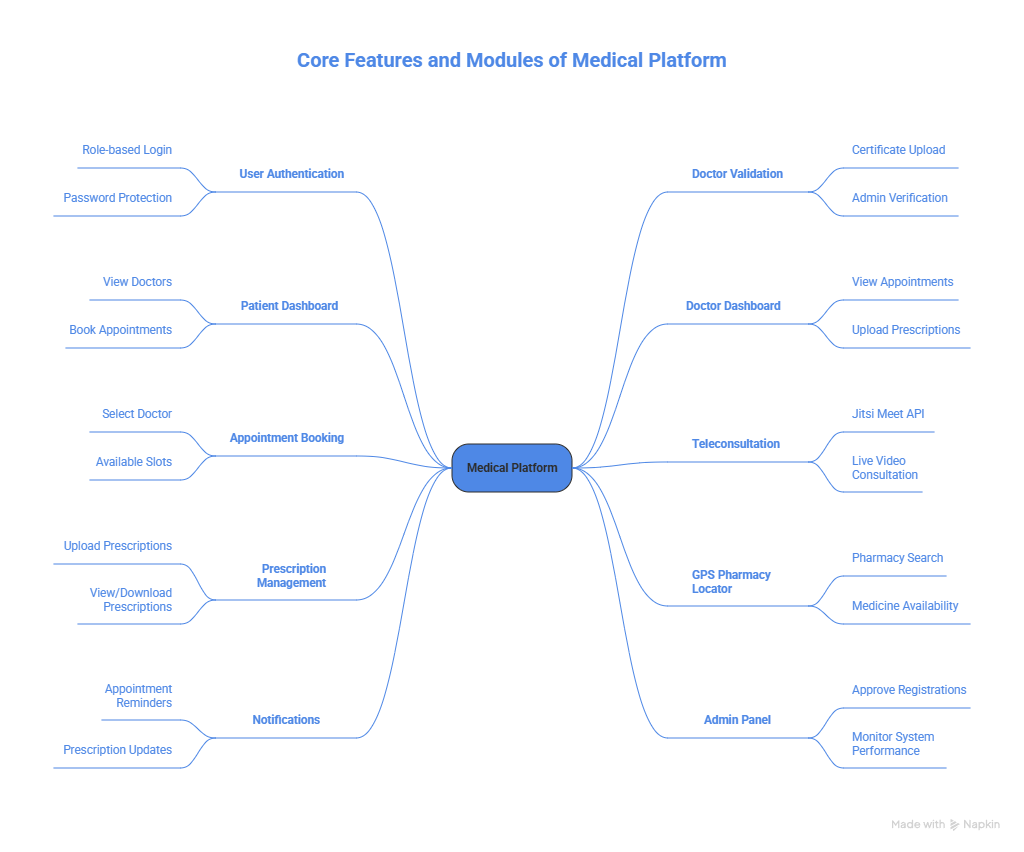 Core Features and Modules of Medical Platform
Role-based Login
User Authentication
Password Protection
View Doctors
Patient Dashboard
Book Appointments
Select Doctor
Appointment Booking
Available Slots
Upload Prescriptions
Prescription
Management
View/Download
Prescriptions
Appointment
Reminders
Notifications
Prescription Updates
Medical Platform
Certificate Upload
Doctor Validation
Admin Verification
View Appointments
Doctor Dashboard
Upload Prescriptions
Jitsi Meet API
Teleconsultation
Live Video
Consultation
Pharmacy Search
GPS Pharmacy
Locator
Medicine Availability
Approve Registrations
Admin Panel
Monitor System
Performance
Made with Napkin